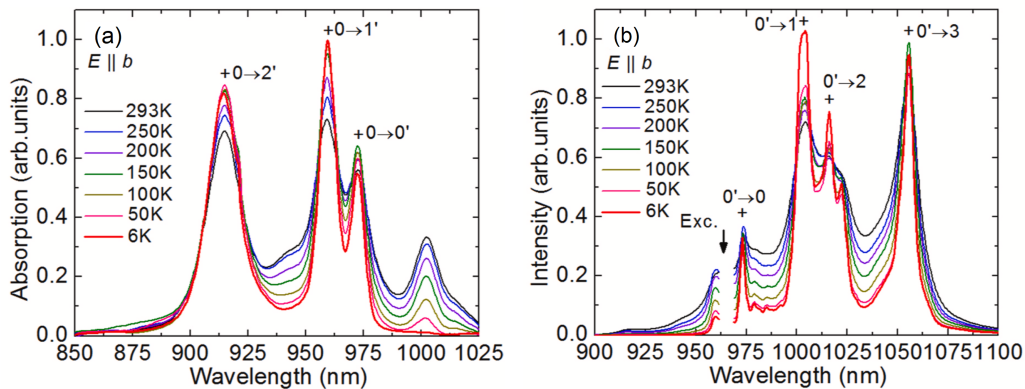 (a)
+0→1'
E ∥ b
+0→2'
+0→0'
293K
250K
200K
150K
100K
50K
6K
Absorption (arb.units)
1.0
0.8
0.6
0.4
0.2
0.0
850 875 900 925 950 975 1000 1025
Wavelength (nm)
(b)
0'→1+
+0'→3
E ∥ b
0'→2
+
293K
250K
200K
150K
100K
50K
6K
0'→0
+
Exc.
Intensity (arb.units)
1.0
0.8
0.6
0.4
0.2
0.0
900 925 950 975 1000 1025 1050 1075 1100
Wavelength (nm)